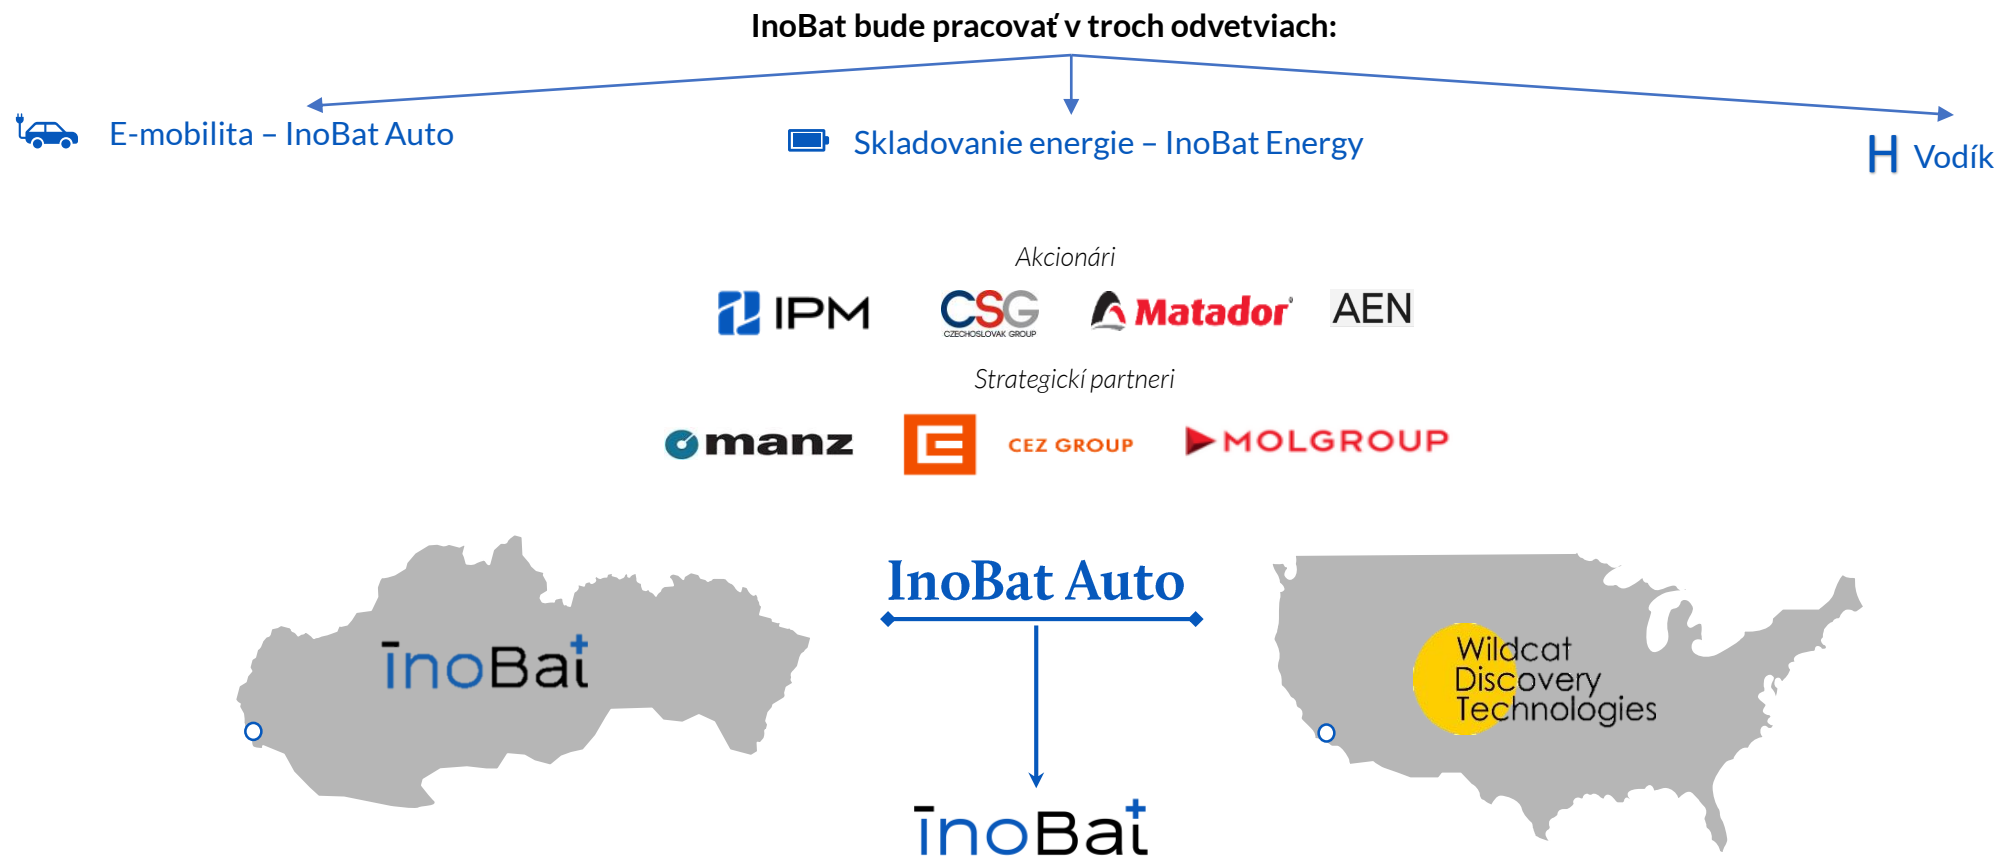 InoBat bude pracovať v troch odvetviach:
E-mobilita – InoBat Auto
Skladovanie energie – InoBat Energy
H Vodík
Akcionári
IPM
CSG
CZECHOSLOVAK GROUP
Matador
AEN
Strategickí partneri
manz
CEZ GROUP
MOLGROUP
InoBat Auto
inoBat
Wildcat
Discovery
Technologies
inoBat